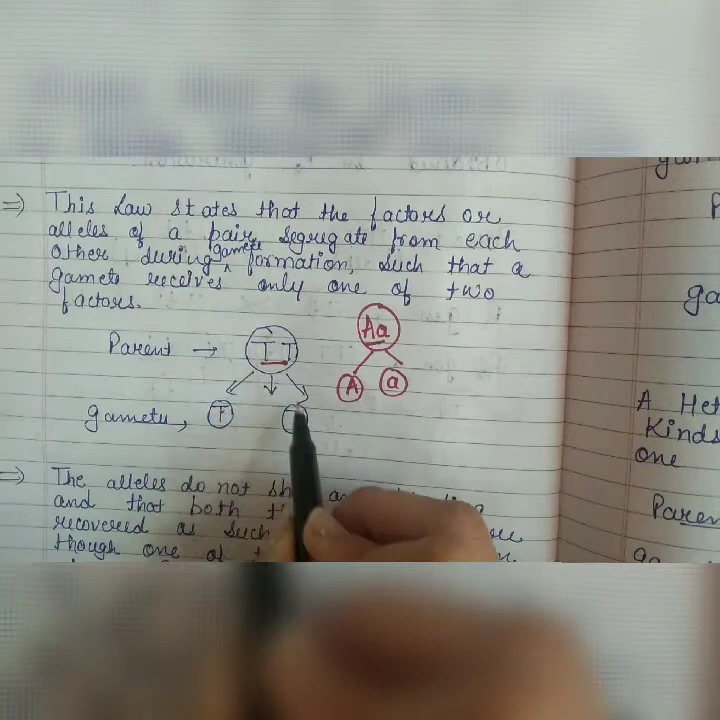 =) This Law states that the factors or
alleles of a pair segregate from each
other during gamete formation, such that a
gamete receives only one of two
factors.
Parent → TT Aa
A a
gametes, T
=) The alleles do not
and that both
recovered as such
though one of
A Het
Kinds
one
Paren
ga
ga